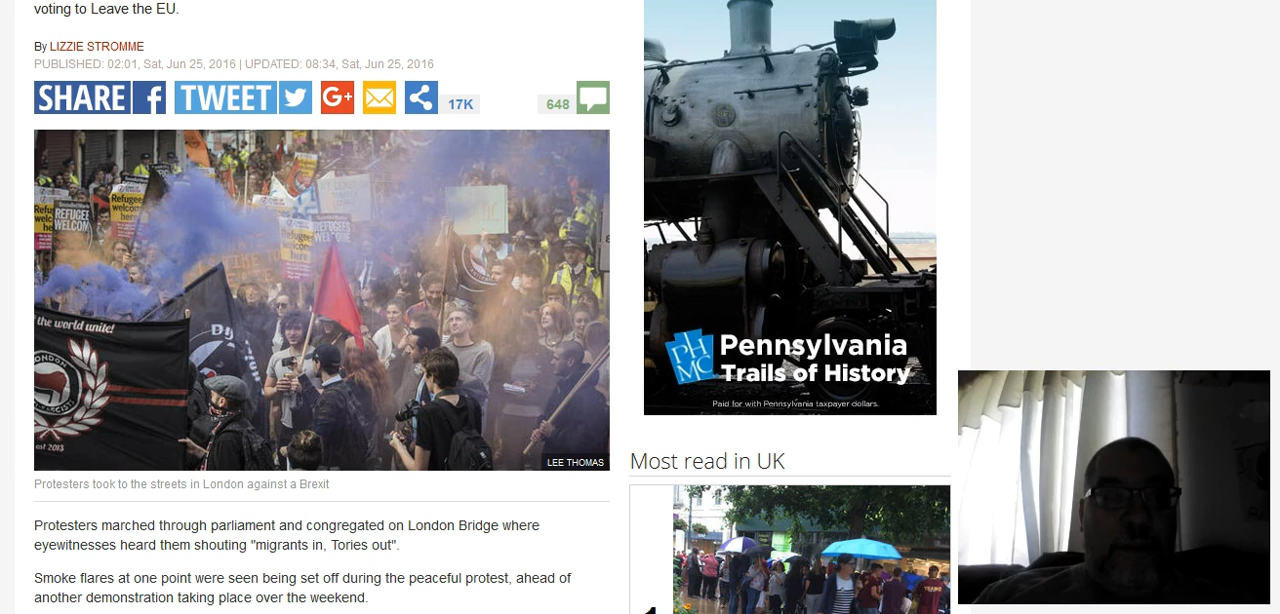 voting to Leave the EU.
By LIZZIE STROMME
PUBLISHED: 02:01, Sat, Jun 25, 2016 | UPDATED: 08:34, Sat, Jun 25, 2016
SHARE f TWEET G+ 17K 648
the world unite!
REFUGEES WELCOME
Refugees welcome here
LEE THOMAS
Protesters took to the streets in London against a Brexit
Protesters marched through parliament and congregated on London Bridge where
eyewitnesses heard them shouting "migrants in, Tories out".
Smoke flares at one point were seen being set off during the peaceful protest, ahead of
another demonstration taking place over the weekend.
PHMC
Pennsylvania
Trails of History
Paid for with Pennsylvania taxpayer dollars.
Most read in UK
1